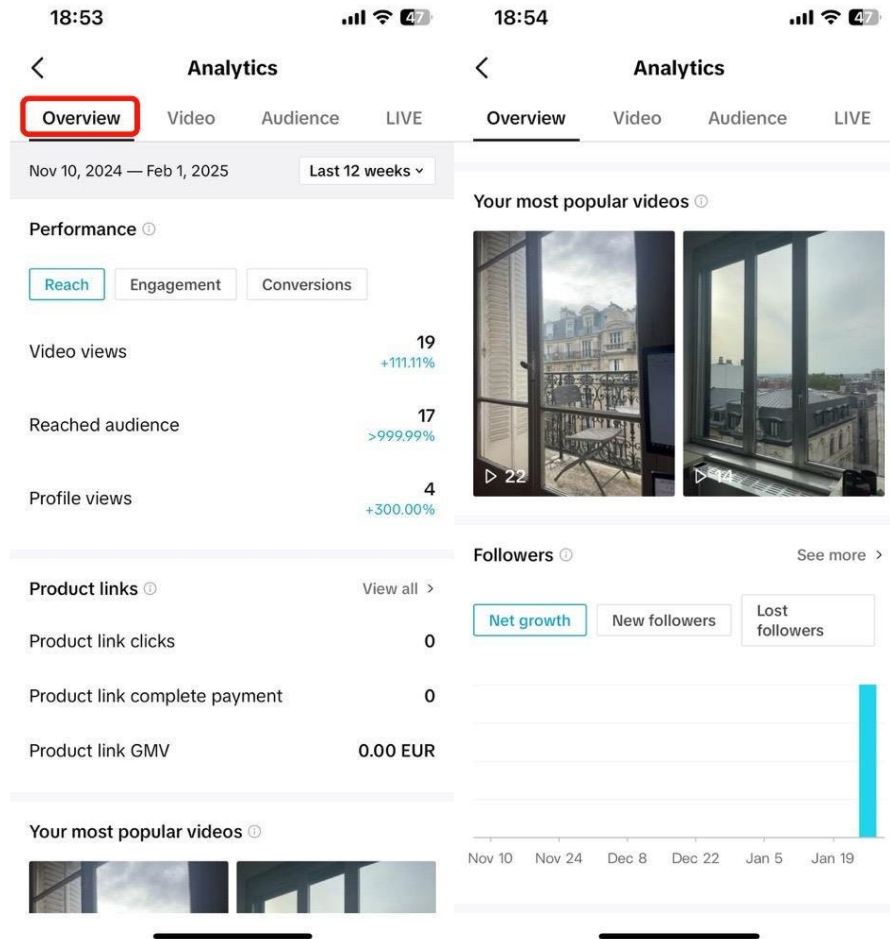 18:53
47
Analytics
Overview Video Audience LIVE
Nov 10, 2024 — Feb 1, 2025 Last 12 weeks
Performance
Reach Engagement Conversions
Video views 19
+111.11%
Reached audience 17
>999.99%
Profile views 4
+300.00%
Product links View all >
Product link clicks 0
Product link complete payment 0
Product link GMV 0.00 EUR
Your most popular videos
18:54
47
Analytics
Overview Video Audience LIVE
Your most popular videos
22 14
Followers See more >
Net growth New followers Lost
followers
Nov 10 Nov 24 Dec 8 Dec 22 Jan 5 Jan 19